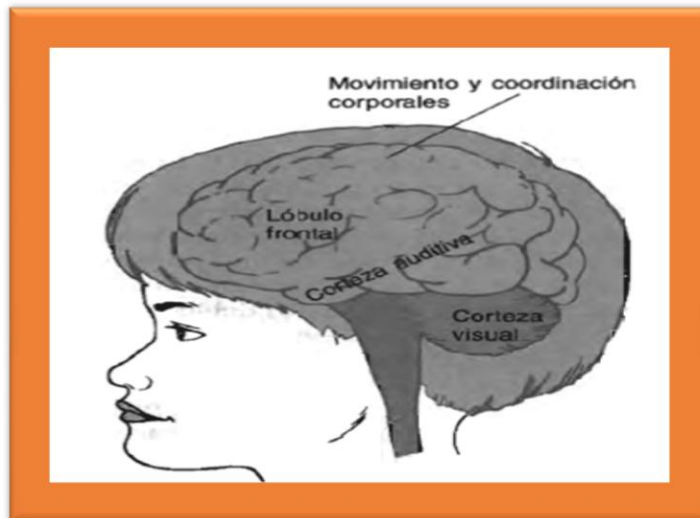 Movimiento y coordinación
corporales
Lóbulo
frontal
Corteza auditiva
Corteza
visual